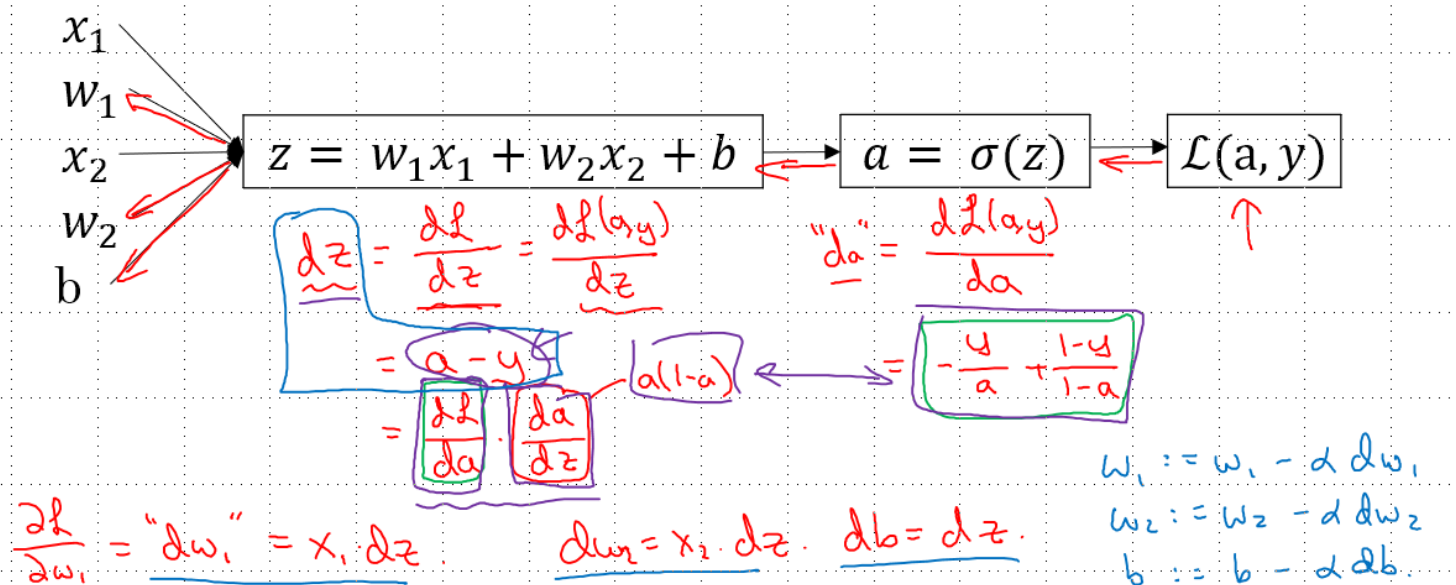 x₁
w₁
x₂
w₂
b
z = w₁x₁ + w₂x₂ + b
a = σ(z)
ℒ(a, y)
dz = dℒ/dz = dℒ(a,y)/dz
"da" = dℒ(a,y)/da
= a - y
a(1-a)
= -y/a + (1-y)/(1-a)
= dℒ/da · da/dz
∂ℒ/∂w₁ = "dw₁" = x₁·dz.
dw₂ = x₂·dz.
db = dz.
w₁ := w₁ - α dw₁
w₂ := w₂ - α dw₂
b := b - α db.